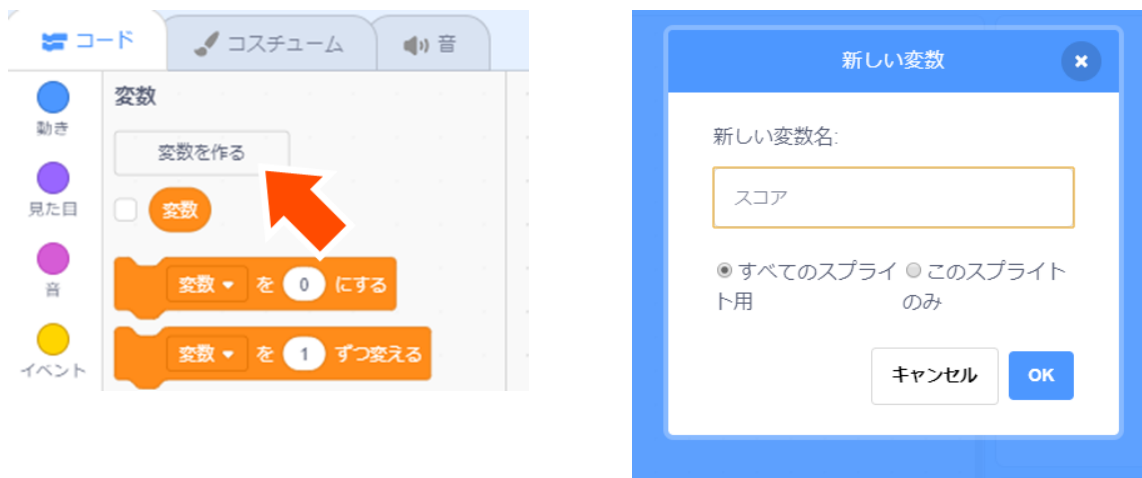 コード
コスチューム
音
動き
見た目
音
イベント
変数
変数を作る
変数
変数 を 0 にする
変数 を 1 ずつ変える
新しい変数
新しい変数名:
スコア
すべてのスプライ このスプライト
ト用 のみ
キャンセル OK